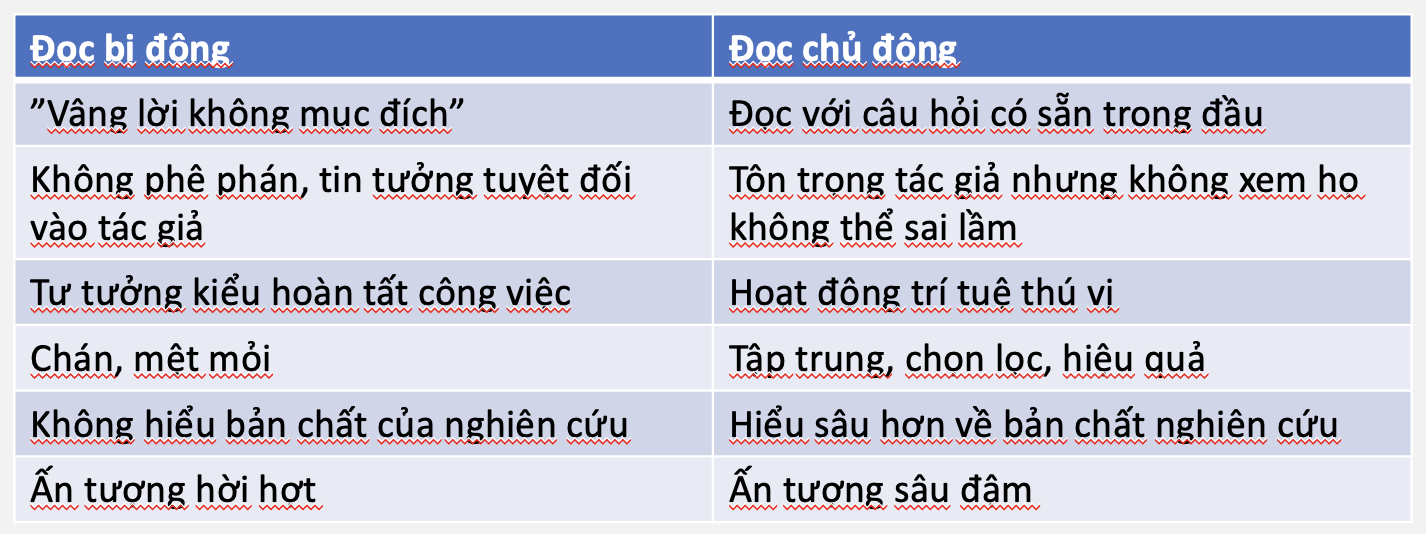 Đọc bị động
Đọc chủ động
”Vâng lời không mục đích”
Đọc với câu hỏi có sẵn trong đầu
Không phê phán, tin tưởng tuyệt đối
vào tác giả
Tôn trọng tác giả nhưng không xem họ
không thể sai lầm
Tư tưởng kiểu hoàn tất công việc
Hoạt động trí tuệ thú vị
Chán, mệt mỏi
Tập trung, chọn lọc, hiệu quả
Không hiểu bản chất của nghiên cứu
Hiểu sâu hơn về bản chất nghiên cứu
Ấn tượng hời hợt
Ấn tượng sâu đậm